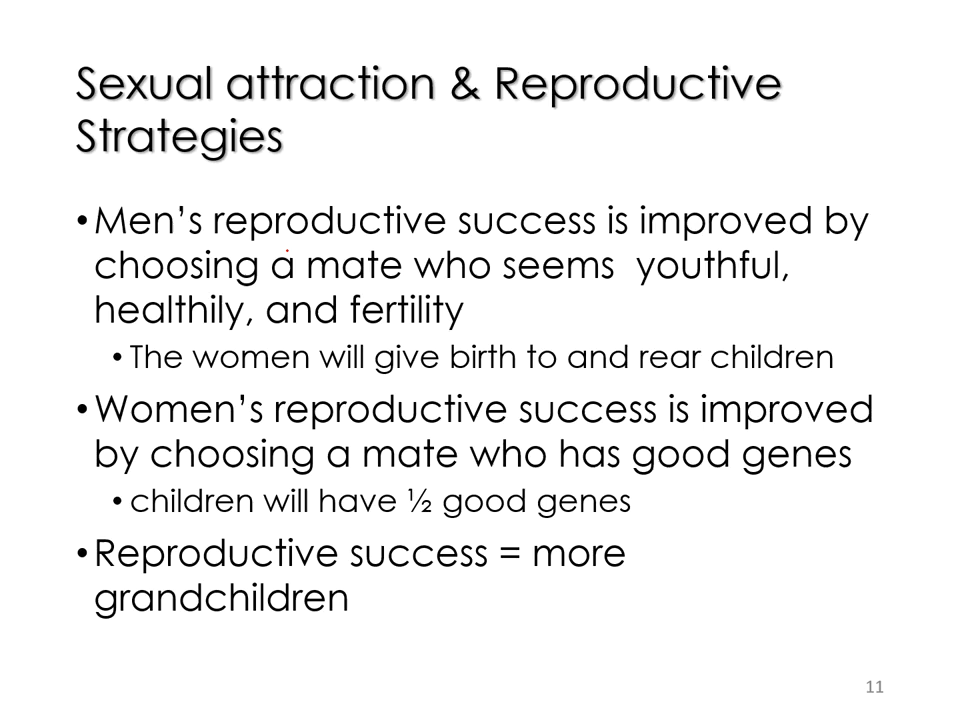 Sexual attraction & Reproductive
Strategies
• Men’s reproductive success is improved by
choosing a mate who seems  youthful,
healthily, and fertility
• The women will give birth to and rear children
• Women’s reproductive success is improved
by choosing a mate who has good genes
• children will have ½ good genes
• Reproductive success = more
grandchildren
11